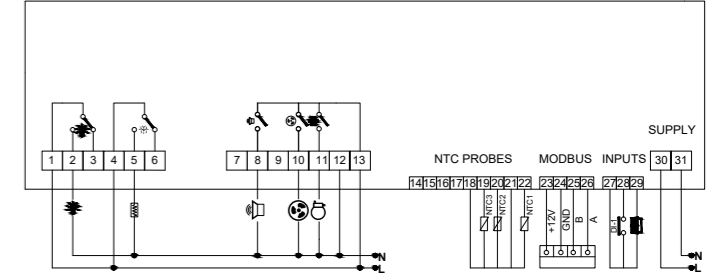 SUPPLY
1 2 3 4 5 6 7 8 9 10 11 12 13 NTC PROBES MODBUS INPUTS 30 31
14 15 16 17 18 19 20 21 22 23 24 25 26 27 28 29
NTC3 NTC2 NTC1 +12V GND B A DI-1
N N
L L